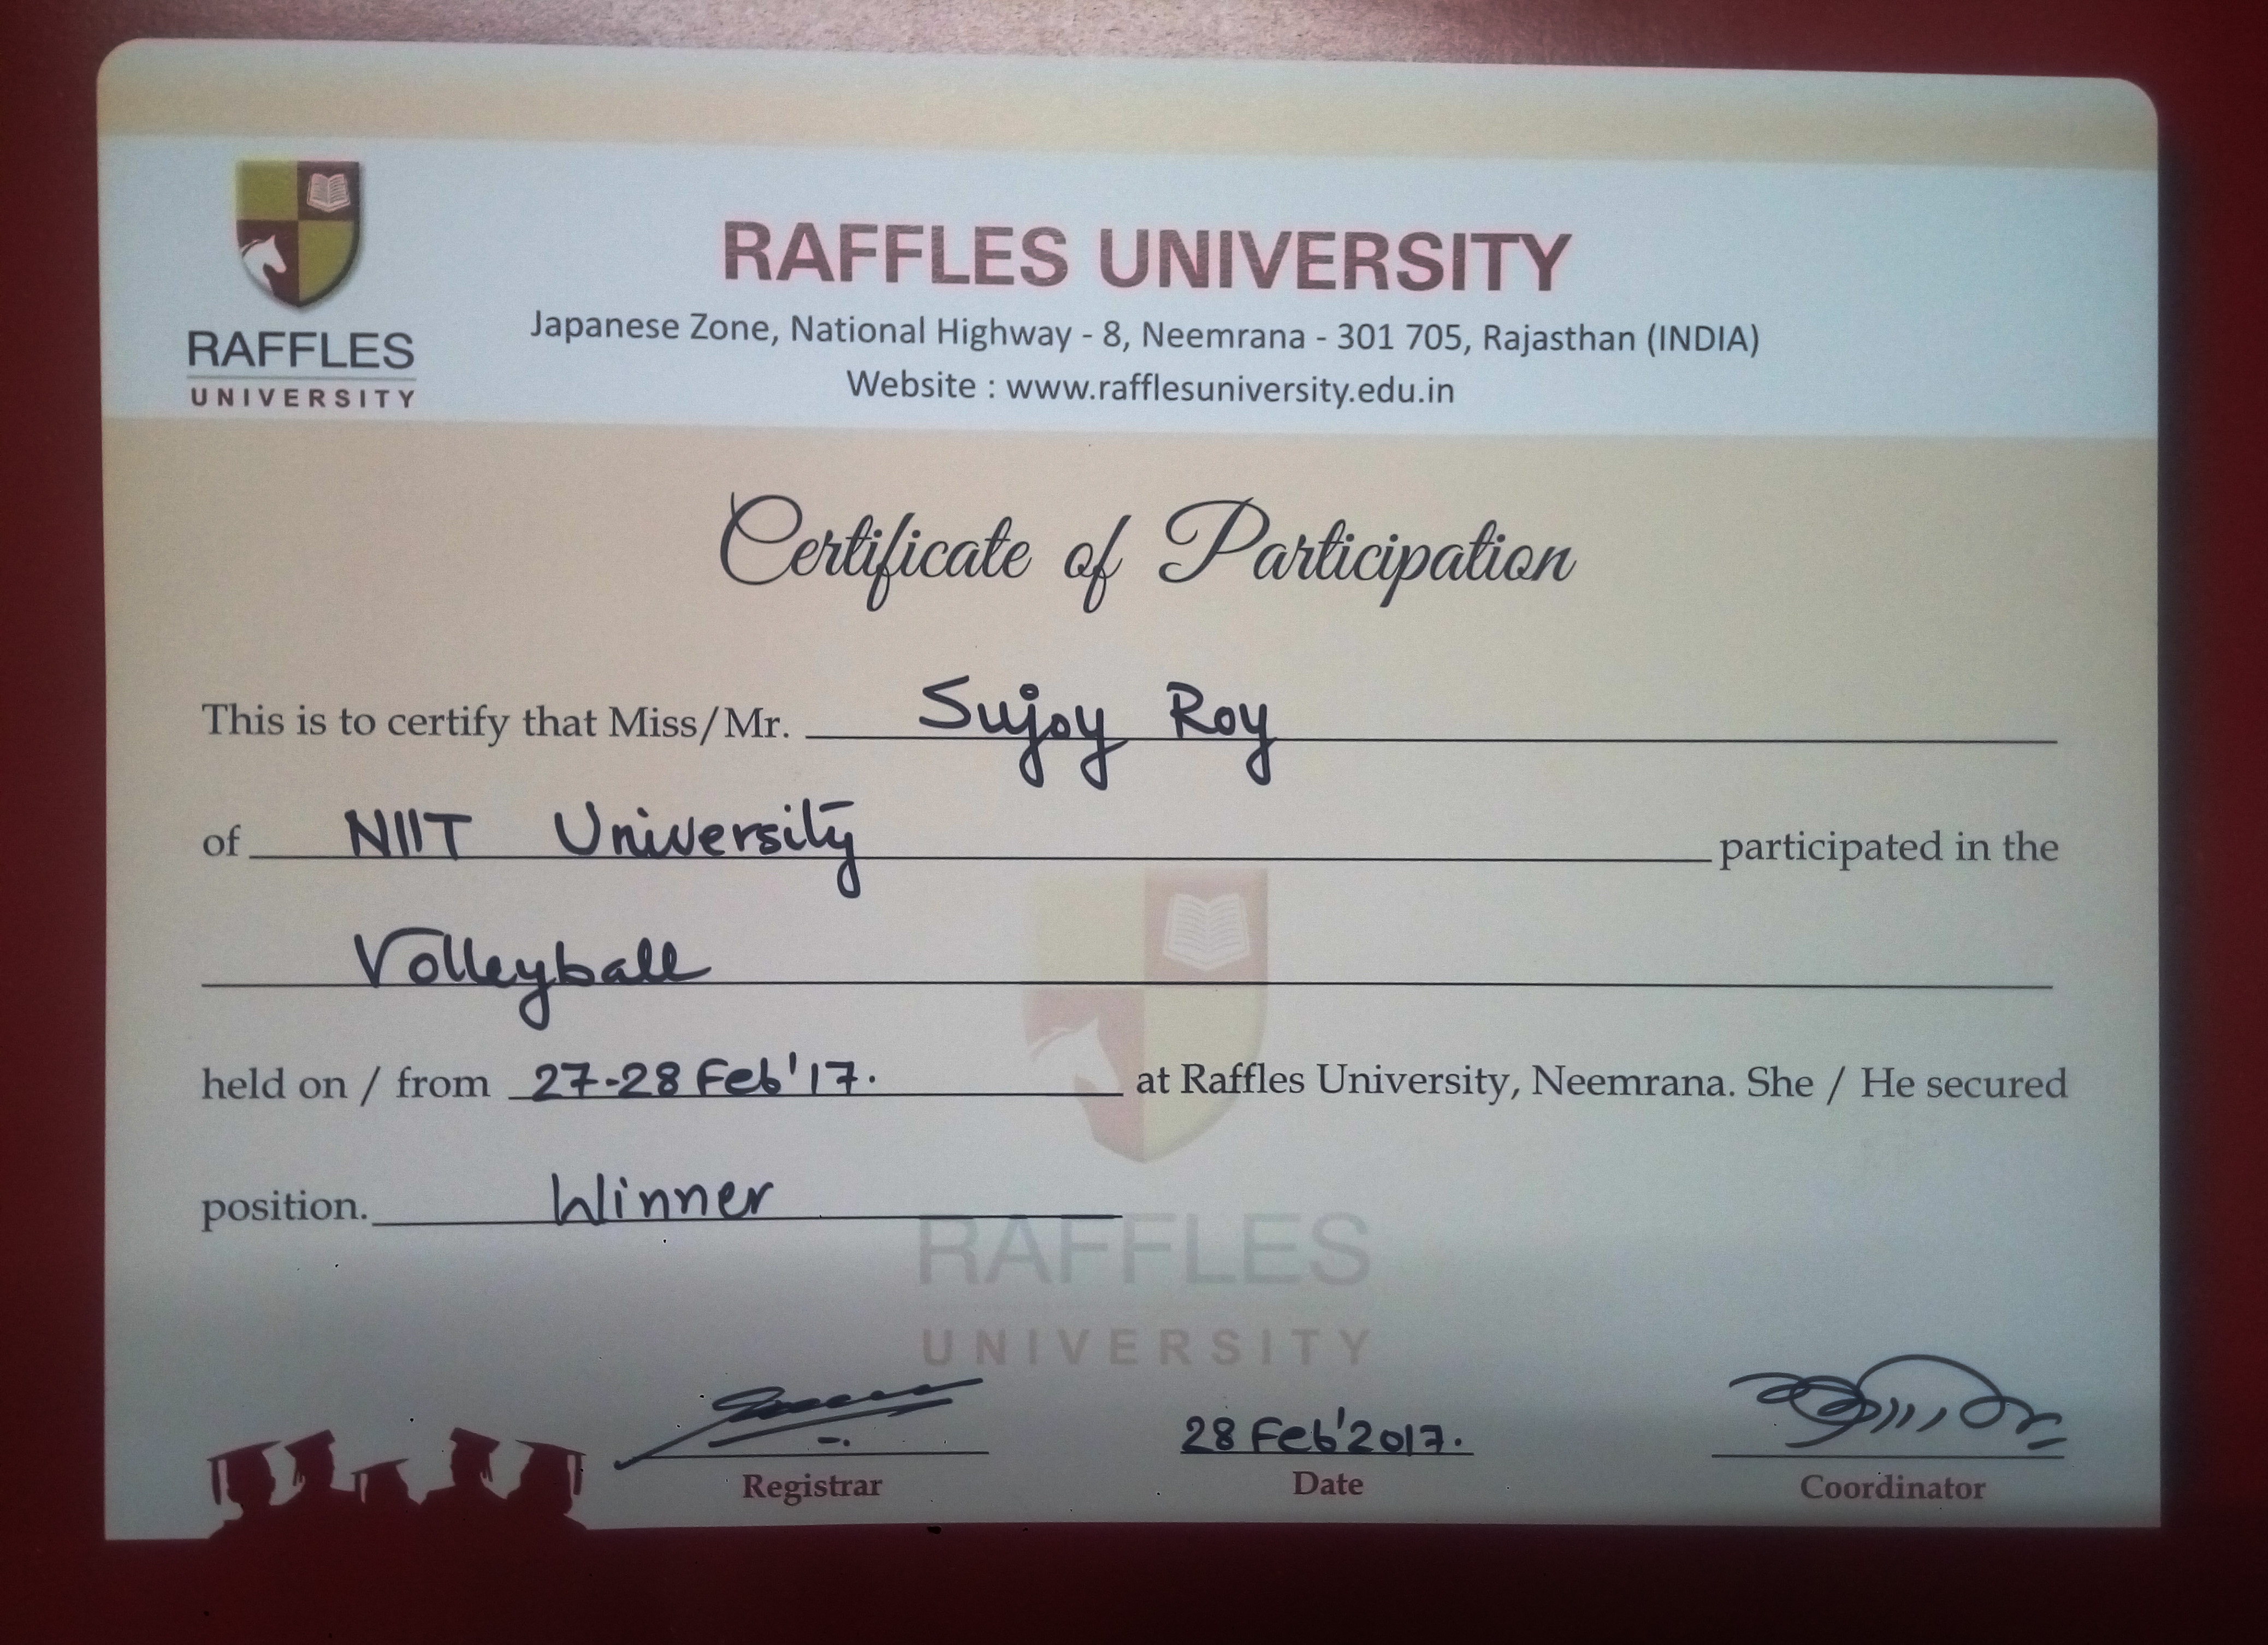 RAFFLES
UNIVERSITY
RAFFLES UNIVERSITY
Japanese Zone, National Highway - 8, Neemrana - 301 705, Rajasthan (INDIA)
Website : www.rafflesuniversity.edu.in
Certificate of Participation
This is to certify that Miss/Mr. Sujoy Roy
of NIIT University participated in the
Volleyball
held on / from 27-28 Feb'17. at Raffles University, Neemrana. She / He secured
position. Winner
RAFFLES
UNIVERSITY
28 Feb'2017.
Registrar Date Coordinator